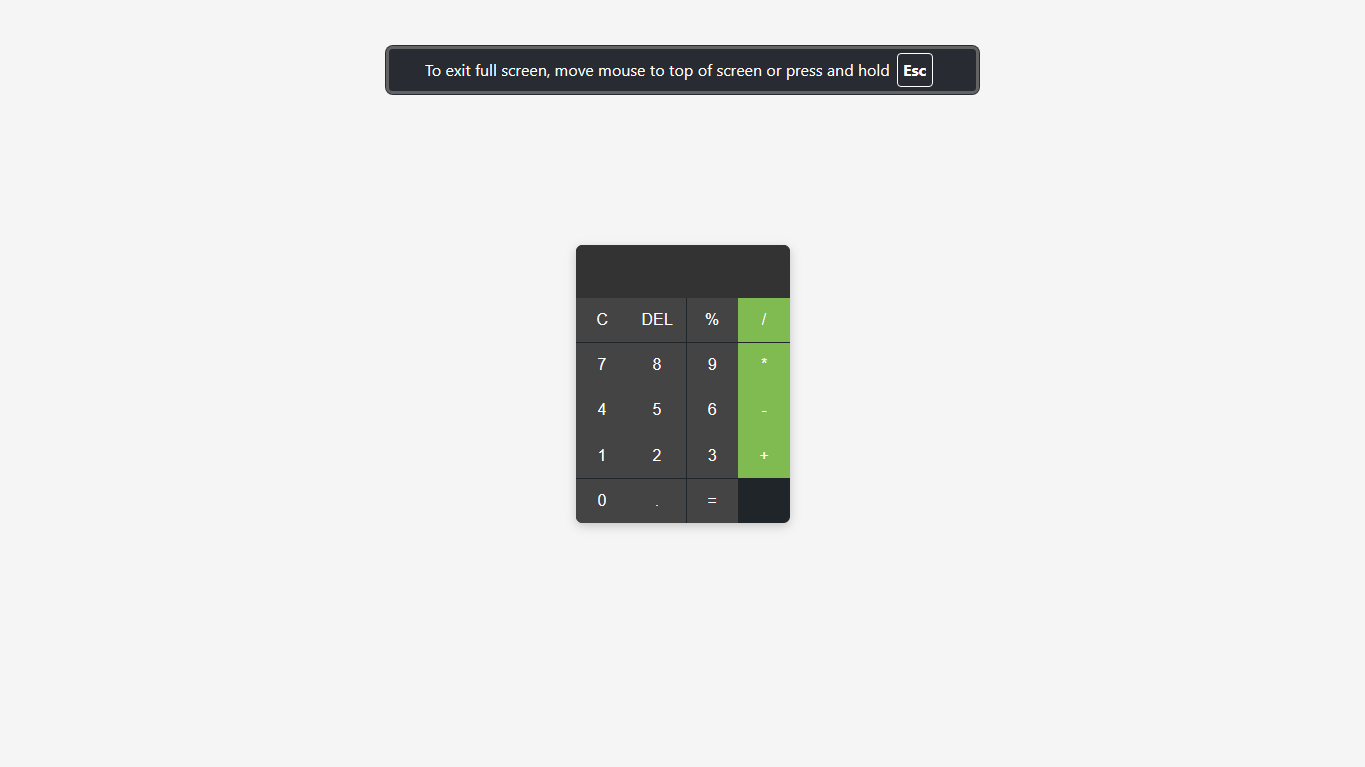 To exit full screen, move mouse to top of screen or press and hold Esc
C DEL % /
7 8 9 *
4 5 6 -
1 2 3 +
0 . =